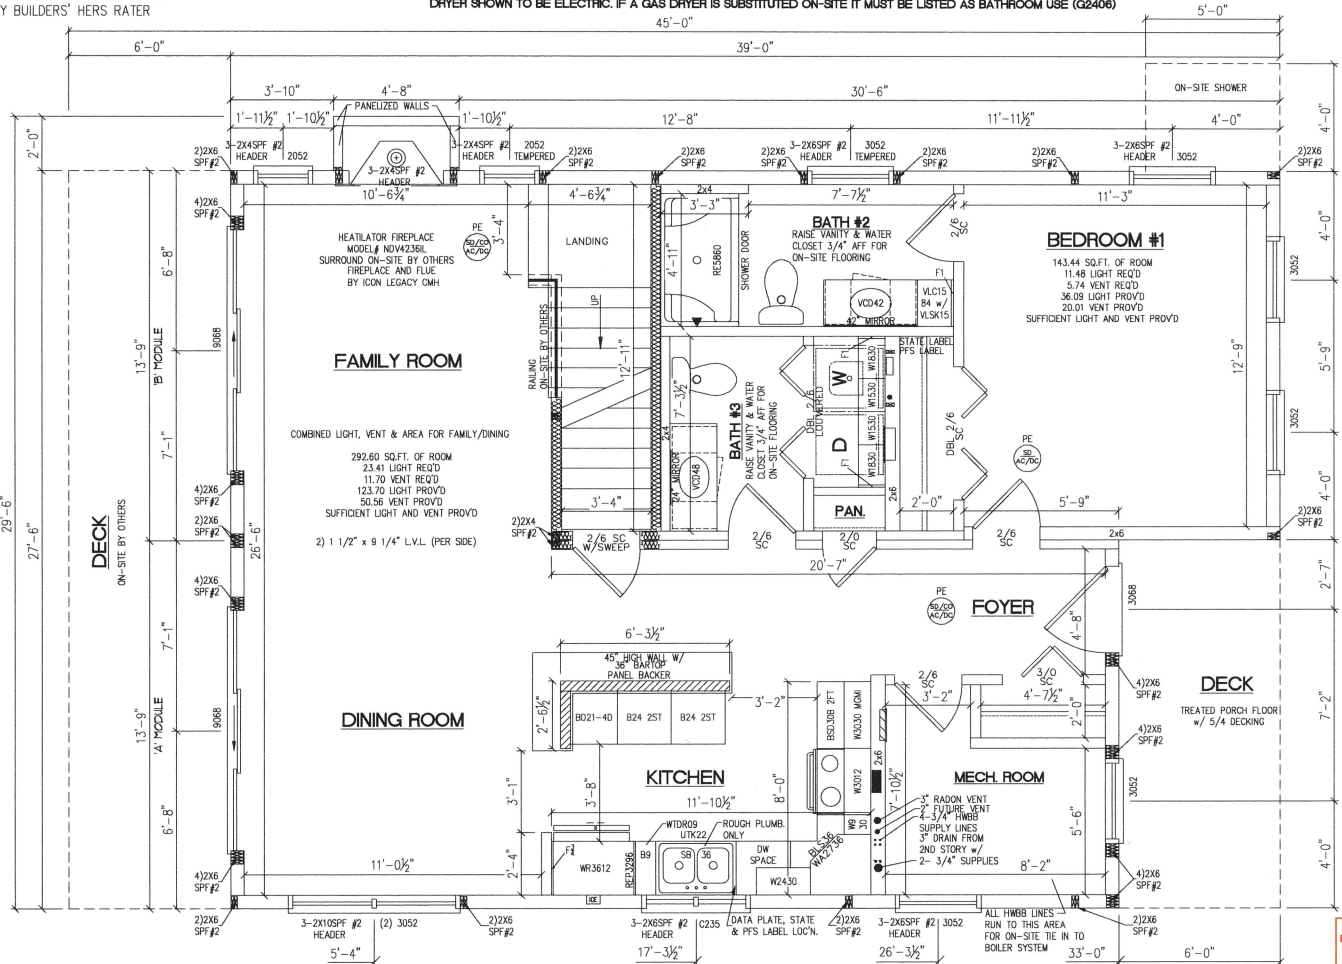 Y BUILDERS' HERS RATER
DRYER SHOWN TO BE ELECTRIC. IF A GAS DRYER IS SUBSTITUTED ON-SITE IT MUST BE LISTED AS BATHROOM USE (G2406)
45'-0"
5'-0"
6'-0"
39'-0"
ON-SITE SHOWER
3'-10"
4'-8"
30'-6"
PANELIZED WALLS
1'-11½"
1'-10½"
1'-10½"
12'-8"
11'-11½"
4'-0"
4'-0"
2'-0"
3-2X4SPF #2
HEADER
2052
3-2X4SPF #2
HEADER
3-2X4SPF #2
HEADER
2052
TEMPERED
3-2X6SPF #2
HEADER
3052
TEMPERED
3-2X6SPF #2
HEADER
3052
2)2X6
SPF#2
2)2X6
SPF#2
2)2X6
SPF#2
2)2X6
SPF#2
2)2X6
SPF#2
2)2X6
SPF#2
2)2X6
SPF#2
10'-6¾"
4'-6¾"
2x4
3'-3"
7'-7½"
11'-3"
4)2X6
SPF#2
HEATILATOR FIREPLACE
MODEL# NDV4236IL
SURROUND ON-SITE BY OTHERS
FIREPLACE AND FLUE
BY ICON LEGACY CMH
PE
SD/CO
AC/DC
3'-4"
LANDING
UP
RAILING
ON-SITE BY OTHERS
12'-11"
4'-11"
RE5860
SHOWER DOOR
BATH #2
RAISE VANITY & WATER
CLOSET 3/4" AFF FOR
ON-SITE FLOORING
VCD42
42" MIRROR
F1
VLC15
84 w/
VLSK15
2/6
SC
BEDROOM #1
143.44 SQ.FT. OF ROOM
11.48 LIGHT REQ'D
5.74 VENT REQ'D
36.09 LIGHT PROV'D
20.01 VENT PROV'D
SUFFICIENT LIGHT AND VENT PROV'D
3052
4'-0"
5'-9"
12'-9"
3052
4'-0"
6'-8"
9068
13'-9"
'B' MODULE
7'-1"
FAMILY ROOM
COMBINED LIGHT, VENT & AREA FOR FAMILY/DINING
292.60 SQ.FT. OF ROOM
23.41 LIGHT REQ'D
11.70 VENT REQ'D
123.70 LIGHT PROV'D
50.56 VENT PROV'D
SUFFICIENT LIGHT AND VENT PROV'D
2) 1 1/2" x 9 1/4" L.V.L. (PER SIDE)
7'-3½"
2x4
24" MIRROR
VCD48
BATH #3
RAISE VANITY & WATER
CLOSET 3/4" AFF FOR
ON-SITE FLOORING
DBL 2/6
LOUVERED
F1
W
W1830
W1530
STATE LABEL
PFS LABEL
D
W1530
W1830
F1
2x6
PAN.
2'-0"
DBL 2/6
SC
PE
SD
AC/DC
5'-9"
3'-4"
29'-6"
27'-6"
26'-6"
DECK
ON-SITE BY OTHERS
4)2X6
SPF#2
2)2X6
SPF#2
4)2X6
SPF#2
2)2X4
SPF#2
2/6 SC
W/SWEEP
2/6
SC
2/0
SC
2/6
SC
2x6
2)2X6
SPF#2
20'-7"
2'-7"
PE
SD/CO
AC/DC
FOYER
3068
4'-8"
7'-1"
6'-3½"
45" HIGH WALL W/
36" BARTOP
PANEL BACKER
2/6
SC
3'-2"
3/0
SC
4'-7½"
2'-0"
4)2X6
SPF#2
DECK
TREATED PORCH FLOOR
w/ 5/4 DECKING
7'-2"
9068
13'-9"
'A' MODULE
6'-8"
DINING ROOM
2'-6½"
BD21-4D
B24 2ST
B24 2ST
3'-2"
BSD30B 2FT
W3030 MGMI
2x6
W3012
4)2X6
SPF#2
KITCHEN
3'-1"
3'-8"
11'-10½"
8'-0"
7'-10½"
MECH. ROOM
3" RADON VENT
2" FUTURE VENT
4-3/4" HWBB
SUPPLY LINES
3" DRAIN FROM
2ND STORY w/
2- 3/4" SUPPLIES
5'-6"
3052
4'-0"
8'-2"
4)2X6
SPF#2
4)2X6
SPF#2
11'-0½"
2'-4"
WR3612
REP3296
B9
WTDR09
UTK22
ROUGH PLUMB.
ONLY
SB
36
DW
SPACE
W2430
BLS36
WA2736
W9
30
ICE
2)2X6
SPF#2
3-2X10SPF #2
HEADER
(2) 3052
2)2X6
SPF#2
3-2X6SPF #2
HEADER
C235
DATA PLATE, STATE
& PFS LABEL LOC'N.
2)2X6
SPF#2
3-2X6SPF #2
HEADER
3052
ALL HWBB LINES
RUN TO THIS AREA
FOR ON-SITE TIE IN TO
BOILER SYSTEM
2)2X6
SPF#2
5'-4"
17'-3½"
26'-3½"
33'-0"
6'-0"